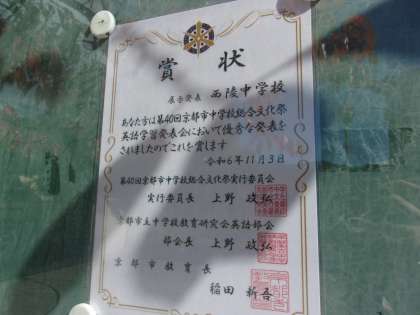 賞状
展示発表 西陵中学校
あなた方は第40回京都市中学校総合文化祭
英語学習発表会において優秀な発表を
されましたのでこれを賞します
令和6年11月3日
第40回京都市中学校総合文化祭実行委員会
実行委員長 上野 政弘
京都市立中学校教育研究会英語部会
部会長 上野 政弘
京都市教育長
稲田 新吾